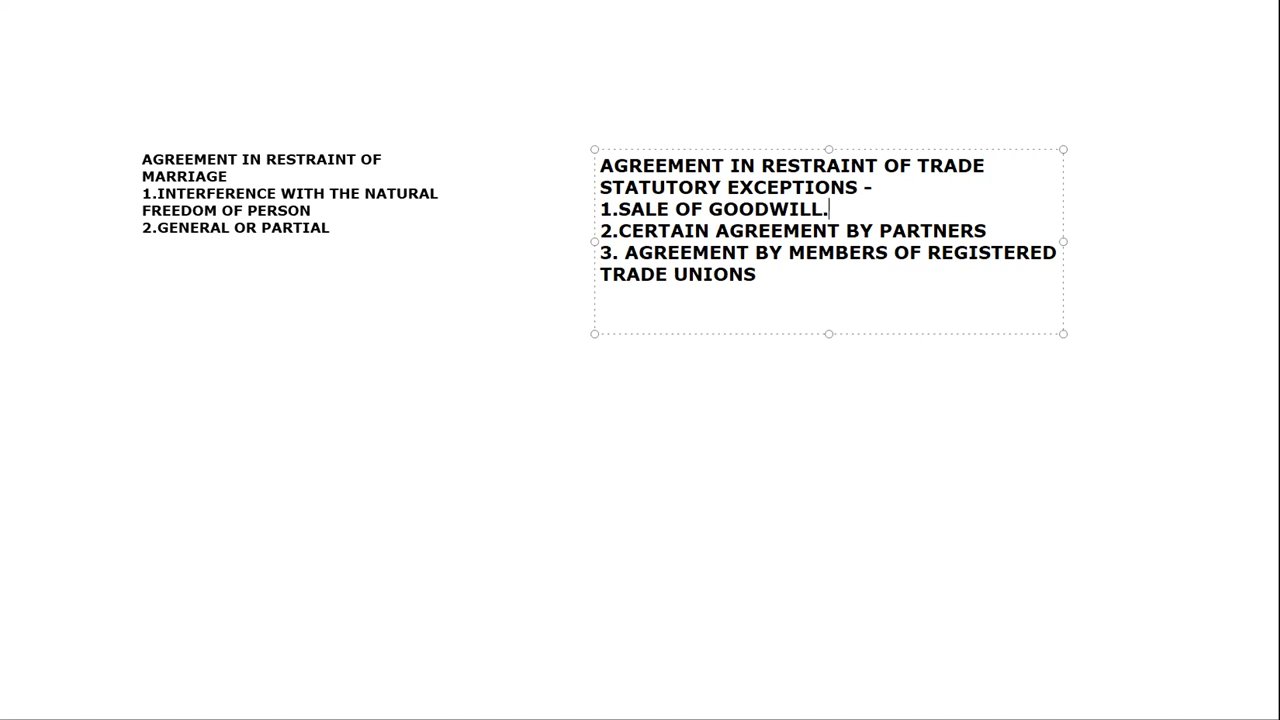 AGREEMENT IN RESTRAINT OF
MARRIAGE
1.INTERFERENCE WITH THE NATURAL
FREEDOM OF PERSON
2.GENERAL OR PARTIAL
AGREEMENT IN RESTRAINT OF TRADE
STATUTORY EXCEPTIONS -
1.SALE OF GOODWILL.
2.CERTAIN AGREEMENT BY PARTNERS
3. AGREEMENT BY MEMBERS OF REGISTERED
TRADE UNIONS